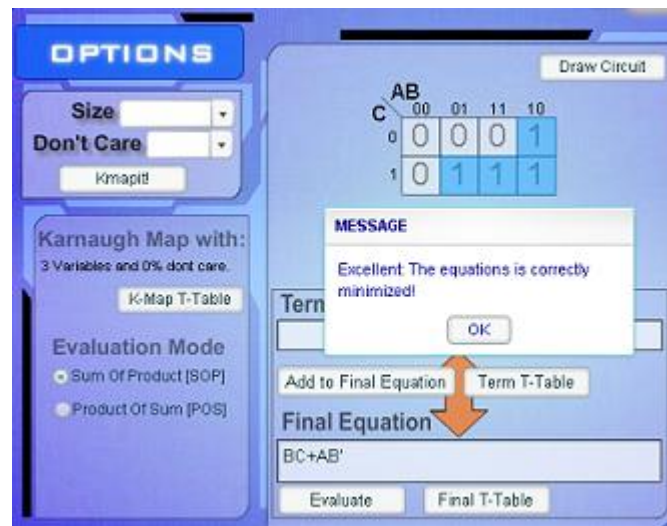 OPTIONS
Size
Don't Care
Kmapit!
Karnaugh Map with:
3 Variables and 0% dont care.
K-Map T-Table
Evaluation Mode
Sum Of Product [SOP]
Product Of Sum [POS]
Draw Circuit
AB
C 00 01 11 10
0 0 0 0 1
1 0 1 1 1
MESSAGE
Excellent: The equations is correctly
minimized!
OK
Term
Add to Final Equation Term T-Table
Final Equation
BC+AB'
Evaluate Final T-Table